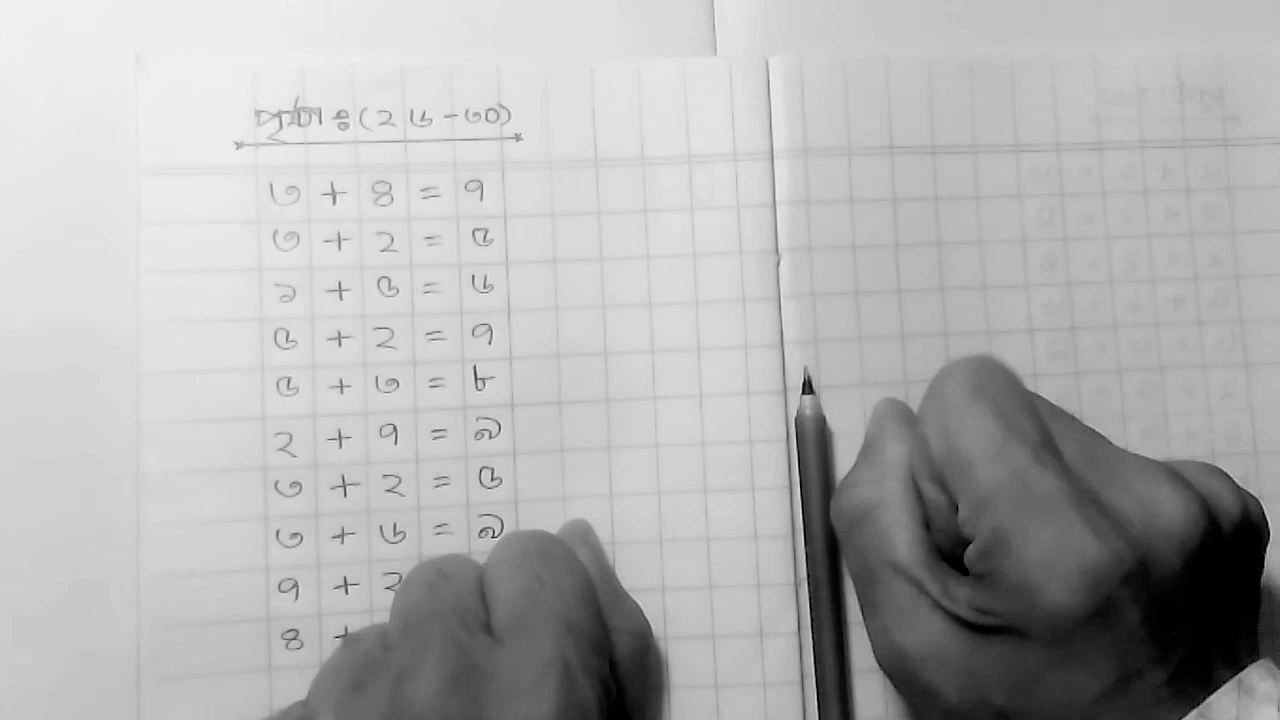 পৃষ্ঠা ঃ (২৬-৩০)
৩ + ৪ = ৭
৩ + ২ = ৫
১ + ৫ = ৬
৫ + ২ = ৭
৫ + ৩ = ৮
২ + ৭ = ৯
৩ + ২ = ৫
৩ + ৬ = ৯
৭ + ২
৪ +